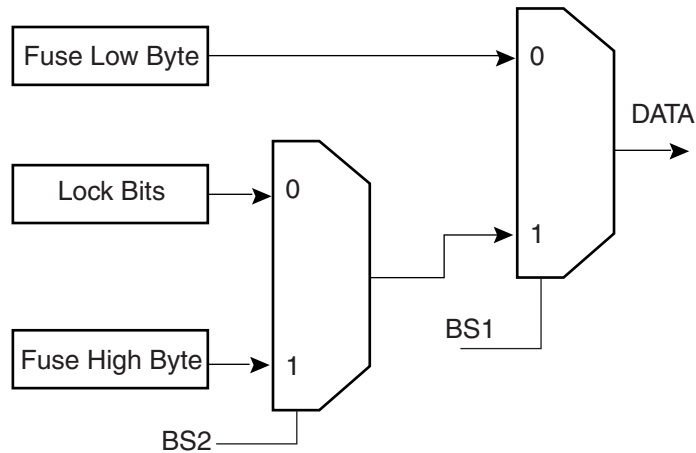 Fuse Low Byte
0
DATA
Lock Bits
0
1
BS1
Fuse High Byte
1
BS2